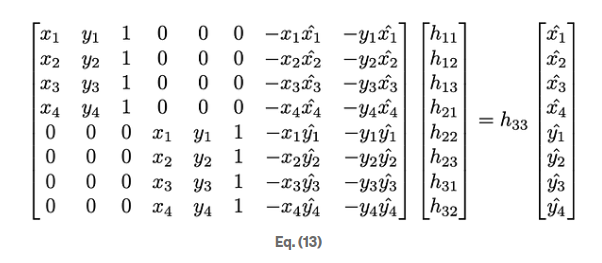 x₁ y₁ 1 0 0 0 −x₁x̂₁ −y₁x̂₁ h₁₁ x̂₁
x₂ y₂ 1 0 0 0 −x₂x̂₂ −y₂x̂₂ h₁₂ x̂₂
x₃ y₃ 1 0 0 0 −x₃x̂₃ −y₃x̂₃ h₁₃ x̂₃
x₄ y₄ 1 0 0 0 −x₄x̂₄ −y₄x̂₄ h₂₁ = h₃₃ x̂₄
0 0 0 x₁ y₁ 1 −x₁ŷ₁ −y₁ŷ₁ h₂₂ ŷ₁
0 0 0 x₂ y₂ 1 −x₂ŷ₂ −y₂ŷ₂ h₂₃ ŷ₂
0 0 0 x₃ y₃ 1 −x₃ŷ₃ −y₃ŷ₃ h₃₁ ŷ₃
0 0 0 x₄ y₄ 1 −x₄ŷ₄ −y₄ŷ₄ h₃₂ ŷ₄
Eq. (13)